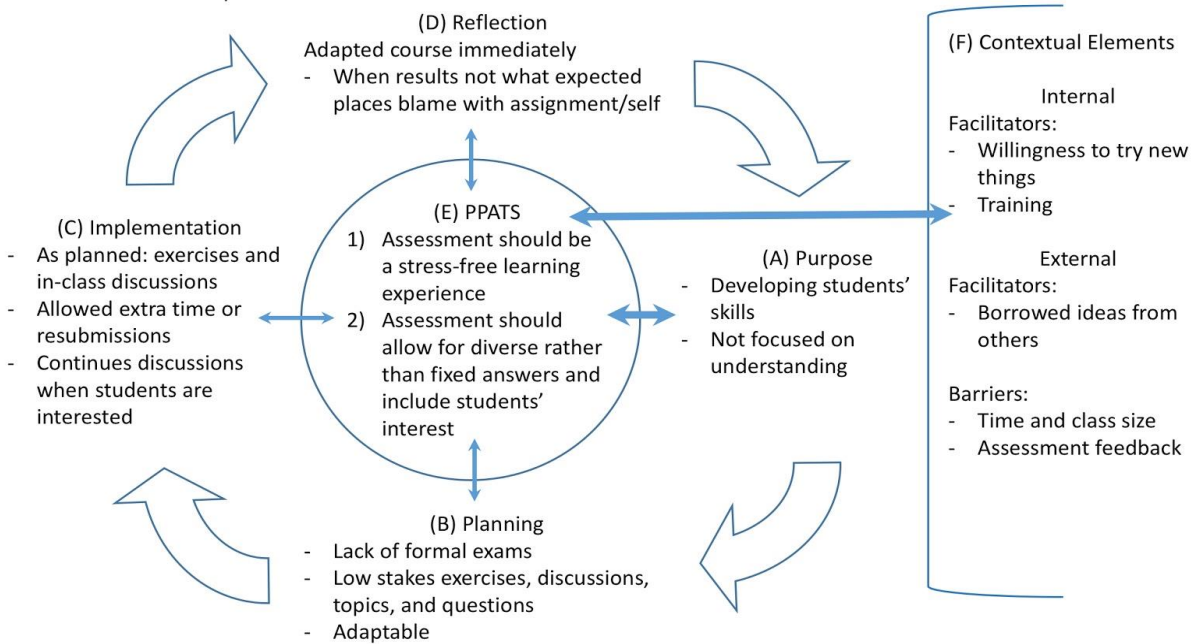 (D) Reflection
Adapted course immediately
- When results not what expected
places blame with assignment/self
(F) Contextual Elements
Internal
Facilitators:
- Willingness to try new
things
- Training
External
Facilitators:
- Borrowed ideas from
others
Barriers:
- Time and class size
- Assessment feedback
(E) PPATS
1) Assessment should be
a stress-free learning
experience
2) Assessment should
allow for diverse rather
than fixed answers and
include students’
interest
(A) Purpose
- Developing students’
skills
- Not focused on
understanding
(C) Implementation
- As planned: exercises and
in-class discussions
- Allowed extra time or
resubmissions
- Continues discussions
when students are
interested
(B) Planning
- Lack of formal exams
- Low stakes exercises, discussions,
topics, and questions
- Adaptable